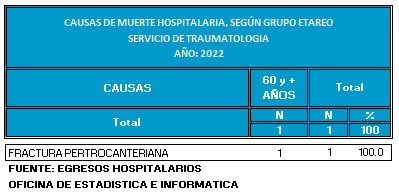 CAUSAS DE MUERTE HOSPITALARIA, SEGÚN GRUPO ETAREO
SERVICIO DE TRAUMATOLOGIA
AÑO: 2022
CAUSAS 60 y + AÑOS Total
N N %
Total 1 1 100
FRACTURA PERTROCANTERIANA 1 1 100.0
FUENTE: EGRESOS HOSPITALARIOS
OFICINA DE ESTADISTICA E INFORMATICA